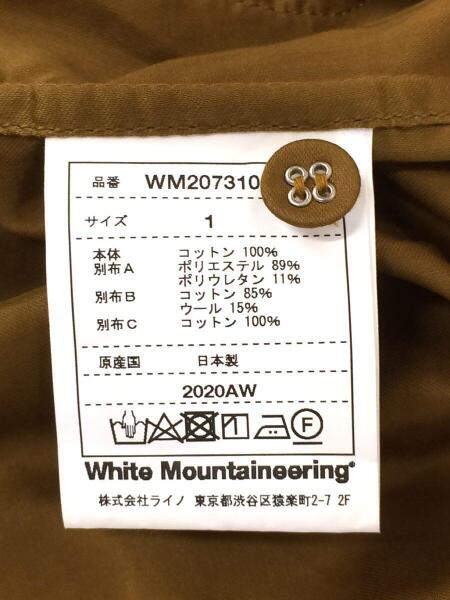 品番 WM207310
サイズ 1
本体 コットン 100%
別布A ポリエステル 89%
ポリウレタン 11%
別布B コットン 85%
ウール 15%
別布C コットン 100%
原産国 日本製
2020AW
F
White Mountaineering®
株式会社ライノ 東京都渋谷区猿楽町2-7 2F